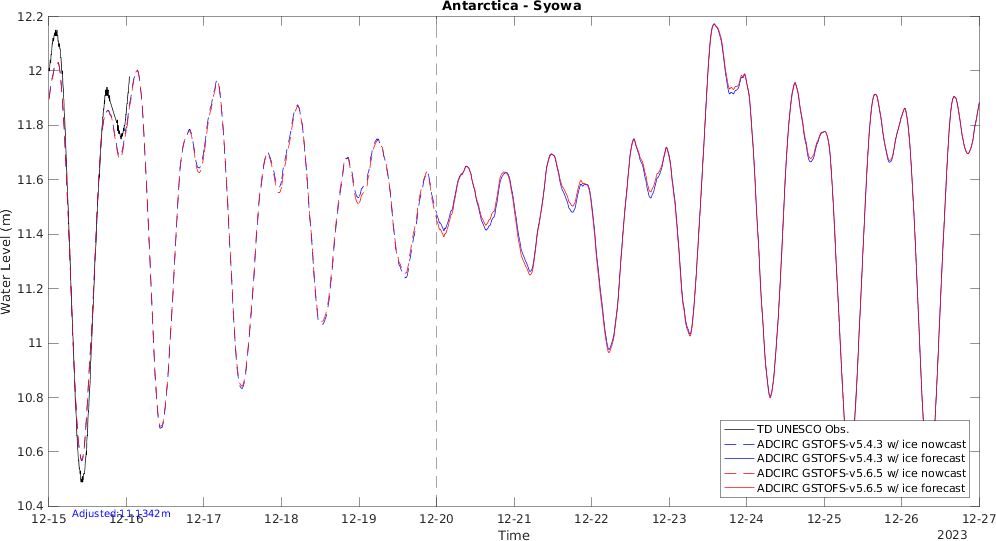 Antarctica - Syowa
Water Level (m)
12.2
12
11.8
11.6
11.4
11.2
11
10.8
10.6
10.4
TD UNESCO Obs.
ADCIRC GSTOFS-v5.4.3 w/ ice nowcast
ADCIRC GSTOFS-v5.4.3 w/ ice forecast
ADCIRC GSTOFS-v5.6.5 w/ ice nowcast
ADCIRC GSTOFS-v5.6.5 w/ ice forecast
12-15 12-16 12-17 12-18 12-19 12-20 12-21 12-22 12-23 12-24 12-25 12-26 12-27
Adjusted:11.1342m
Time
2023